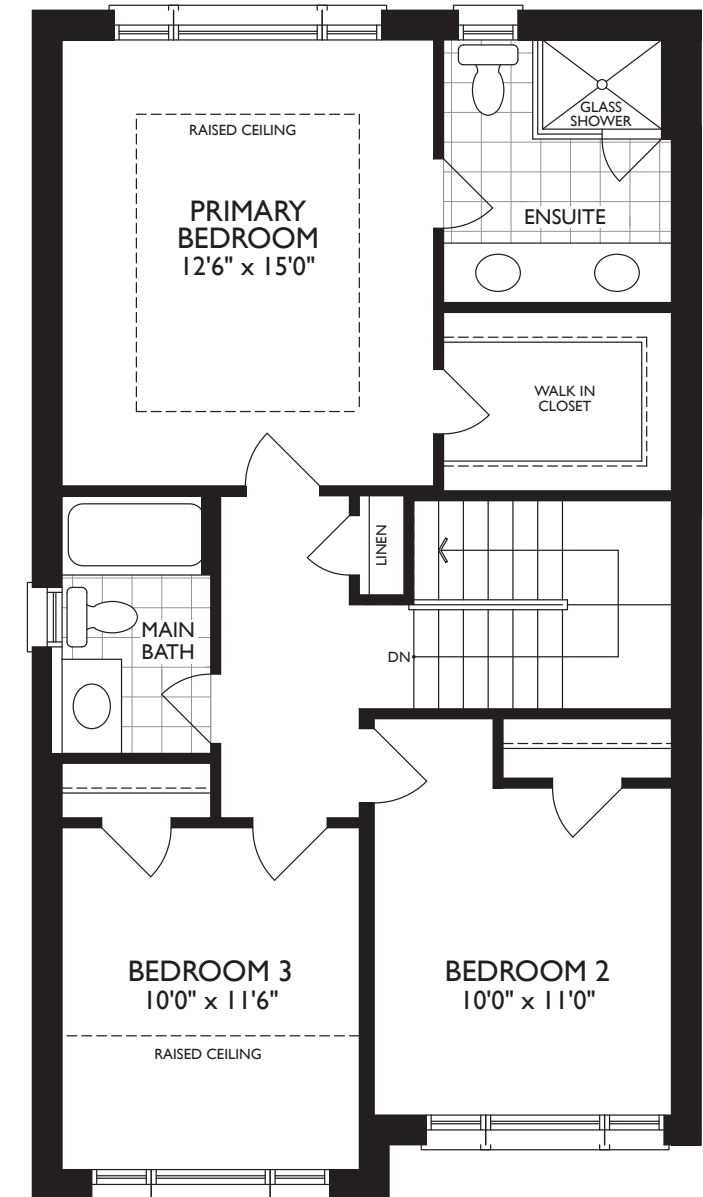 RAISED CEILING
PRIMARY
BEDROOM
12'6" x 15'0"
GLASS
SHOWER
ENSUITE
WALK IN
CLOSET
LINEN
MAIN
BATH
DN
BEDROOM 3
10'0" x 11'6"
RAISED CEILING
BEDROOM 2
10'0" x 11'0"